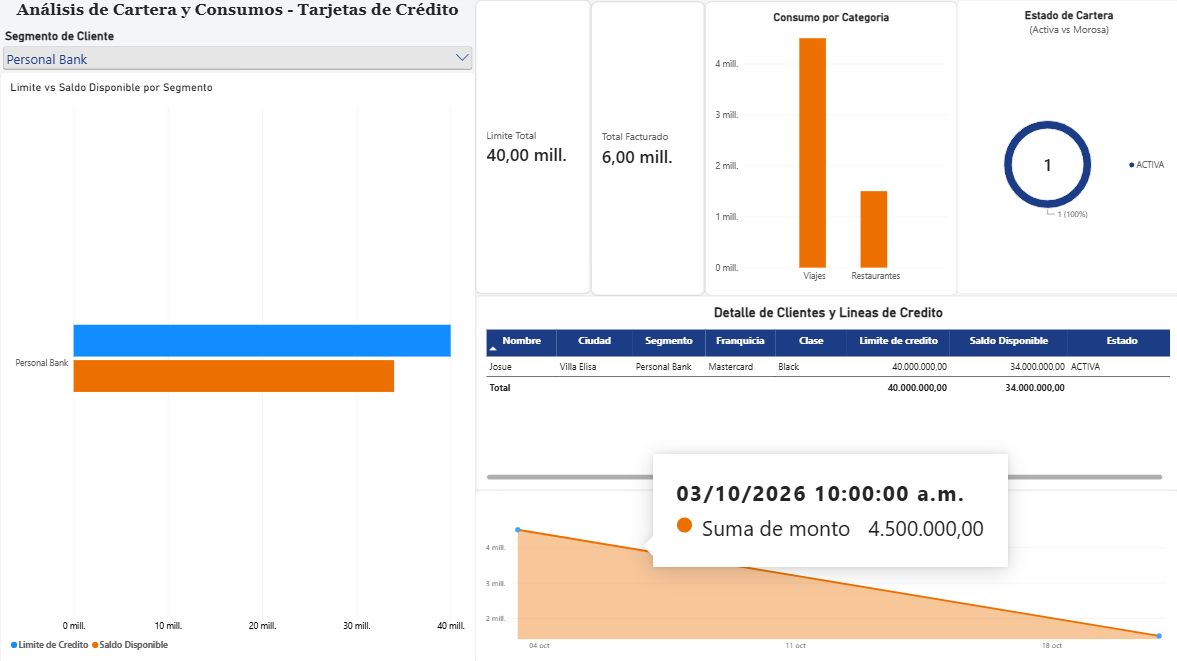 Análisis de Cartera y Consumos - Tarjetas de Crédito
Segmento de Cliente
Personal Bank
Limite vs Saldo Disponible por Segmento
Personal Bank
0 mill. 10 mill. 20 mill. 30 mill. 40 mill.
Limite de Credito Saldo Disponible
Limite Total
40,00 mill.
Total Facturado
6,00 mill.
Consumo por Categoria
4 mill.
3 mill.
2 mill.
1 mill.
0 mill.
Viajes Restaurantes
Estado de Cartera
(Activa vs Morosa)
1
ACTIVA
1 (100%)
Detalle de Clientes y Lineas de Credito
Nombre Ciudad Segmento Franquicia Clase Limite de credito Saldo Disponible Estado
Josue Villa Elisa Personal Bank Mastercard Black 40.000.000,00 34.000.000,00 ACTIVA
Total 40.000.000,00 34.000.000,00
03/10/2026 10:00:00 a.m.
Suma de monto 4.500.000,00
4 mill.
3 mill.
2 mill.
04 oct 11 oct 18 oct